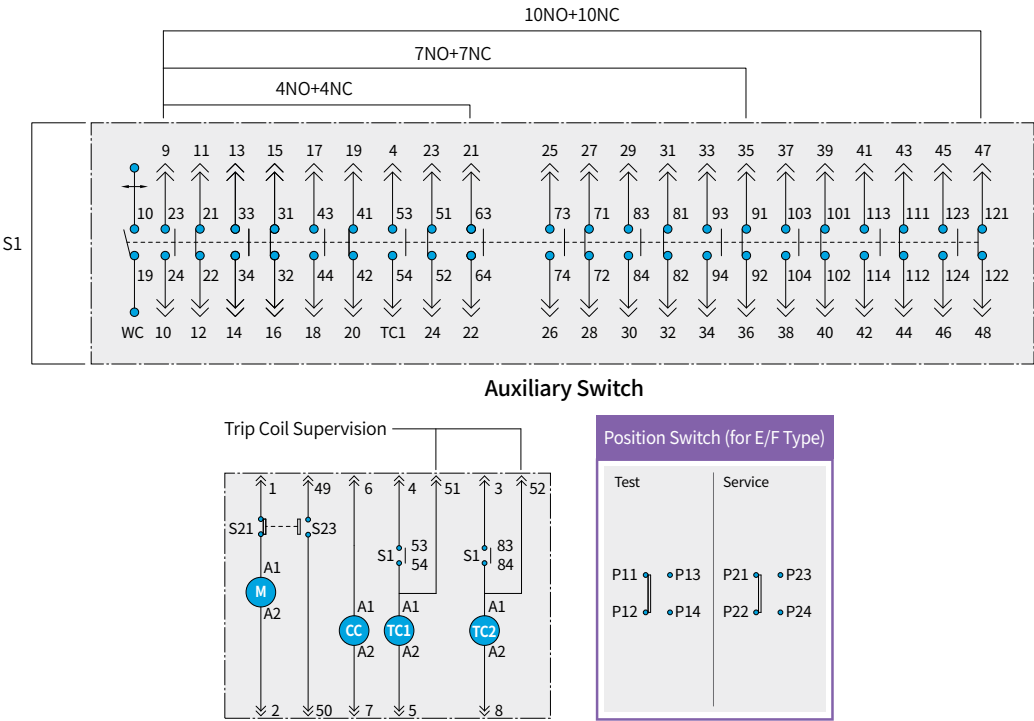 10NO+10NC
7NO+7NC
4NO+4NC
9 11 13 15 17 19 4 23 21 25 27 29 31 33 35 37 39 41 43 45 47
10 23 21 33 31 43 41 53 51 63 73 71 83 81 93 91 103 101 113 111 123 121
S1
19 24 22 34 32 44 42 54 52 64 74 72 84 82 94 92 104 102 114 112 124 122
WC 10 12 14 16 18 20 TC1 24 22 26 28 30 32 34 36 38 40 42 44 46 48
Auxiliary Switch
Trip Coil Supervision
1 49 6 4 51 3 52
S21 S23
S1 53 S1 83
54 84
A1
M
A2
A1 A1 A1
CC TC1 TC2
A2 A2 A2
2 50 7 5 8
Position Switch (for E/F Type)
Test Service
P11 P13 P21 P23
P12 P14 P22 P24